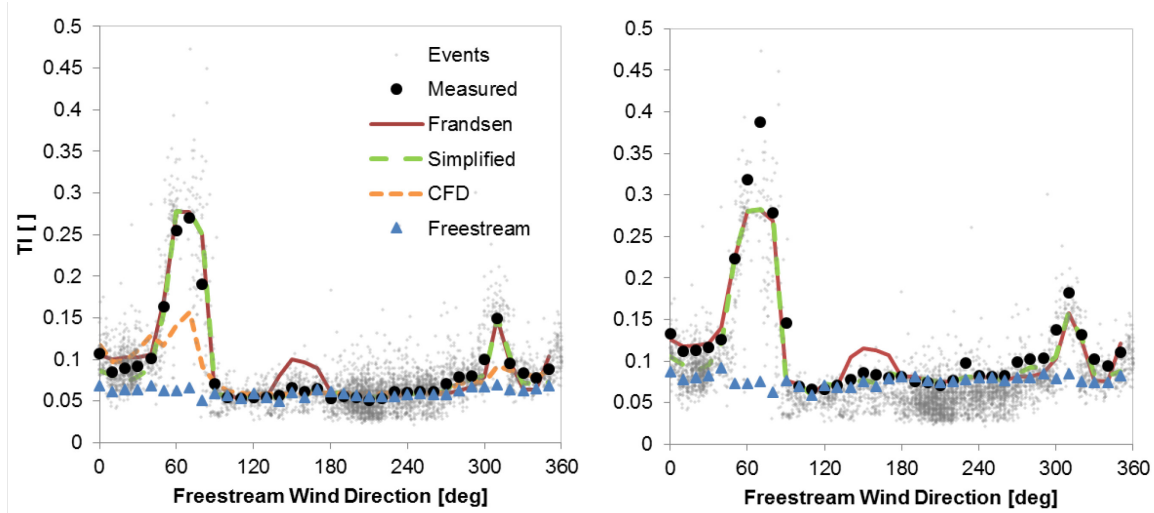 0.5
0.45
0.4
0.35
0.3
0.25
0.2
0.15
0.1
0.05
0
TI [ ]
Events
Measured
Frandsen
Simplified
CFD
Freestream
0 60 120 180 240 300 360
Freestream Wind Direction [deg]
0.5
0.45
0.4
0.35
0.3
0.25
0.2
0.15
0.1
0.05
0
0 60 120 180 240 300 360
Freestream Wind Direction [deg]